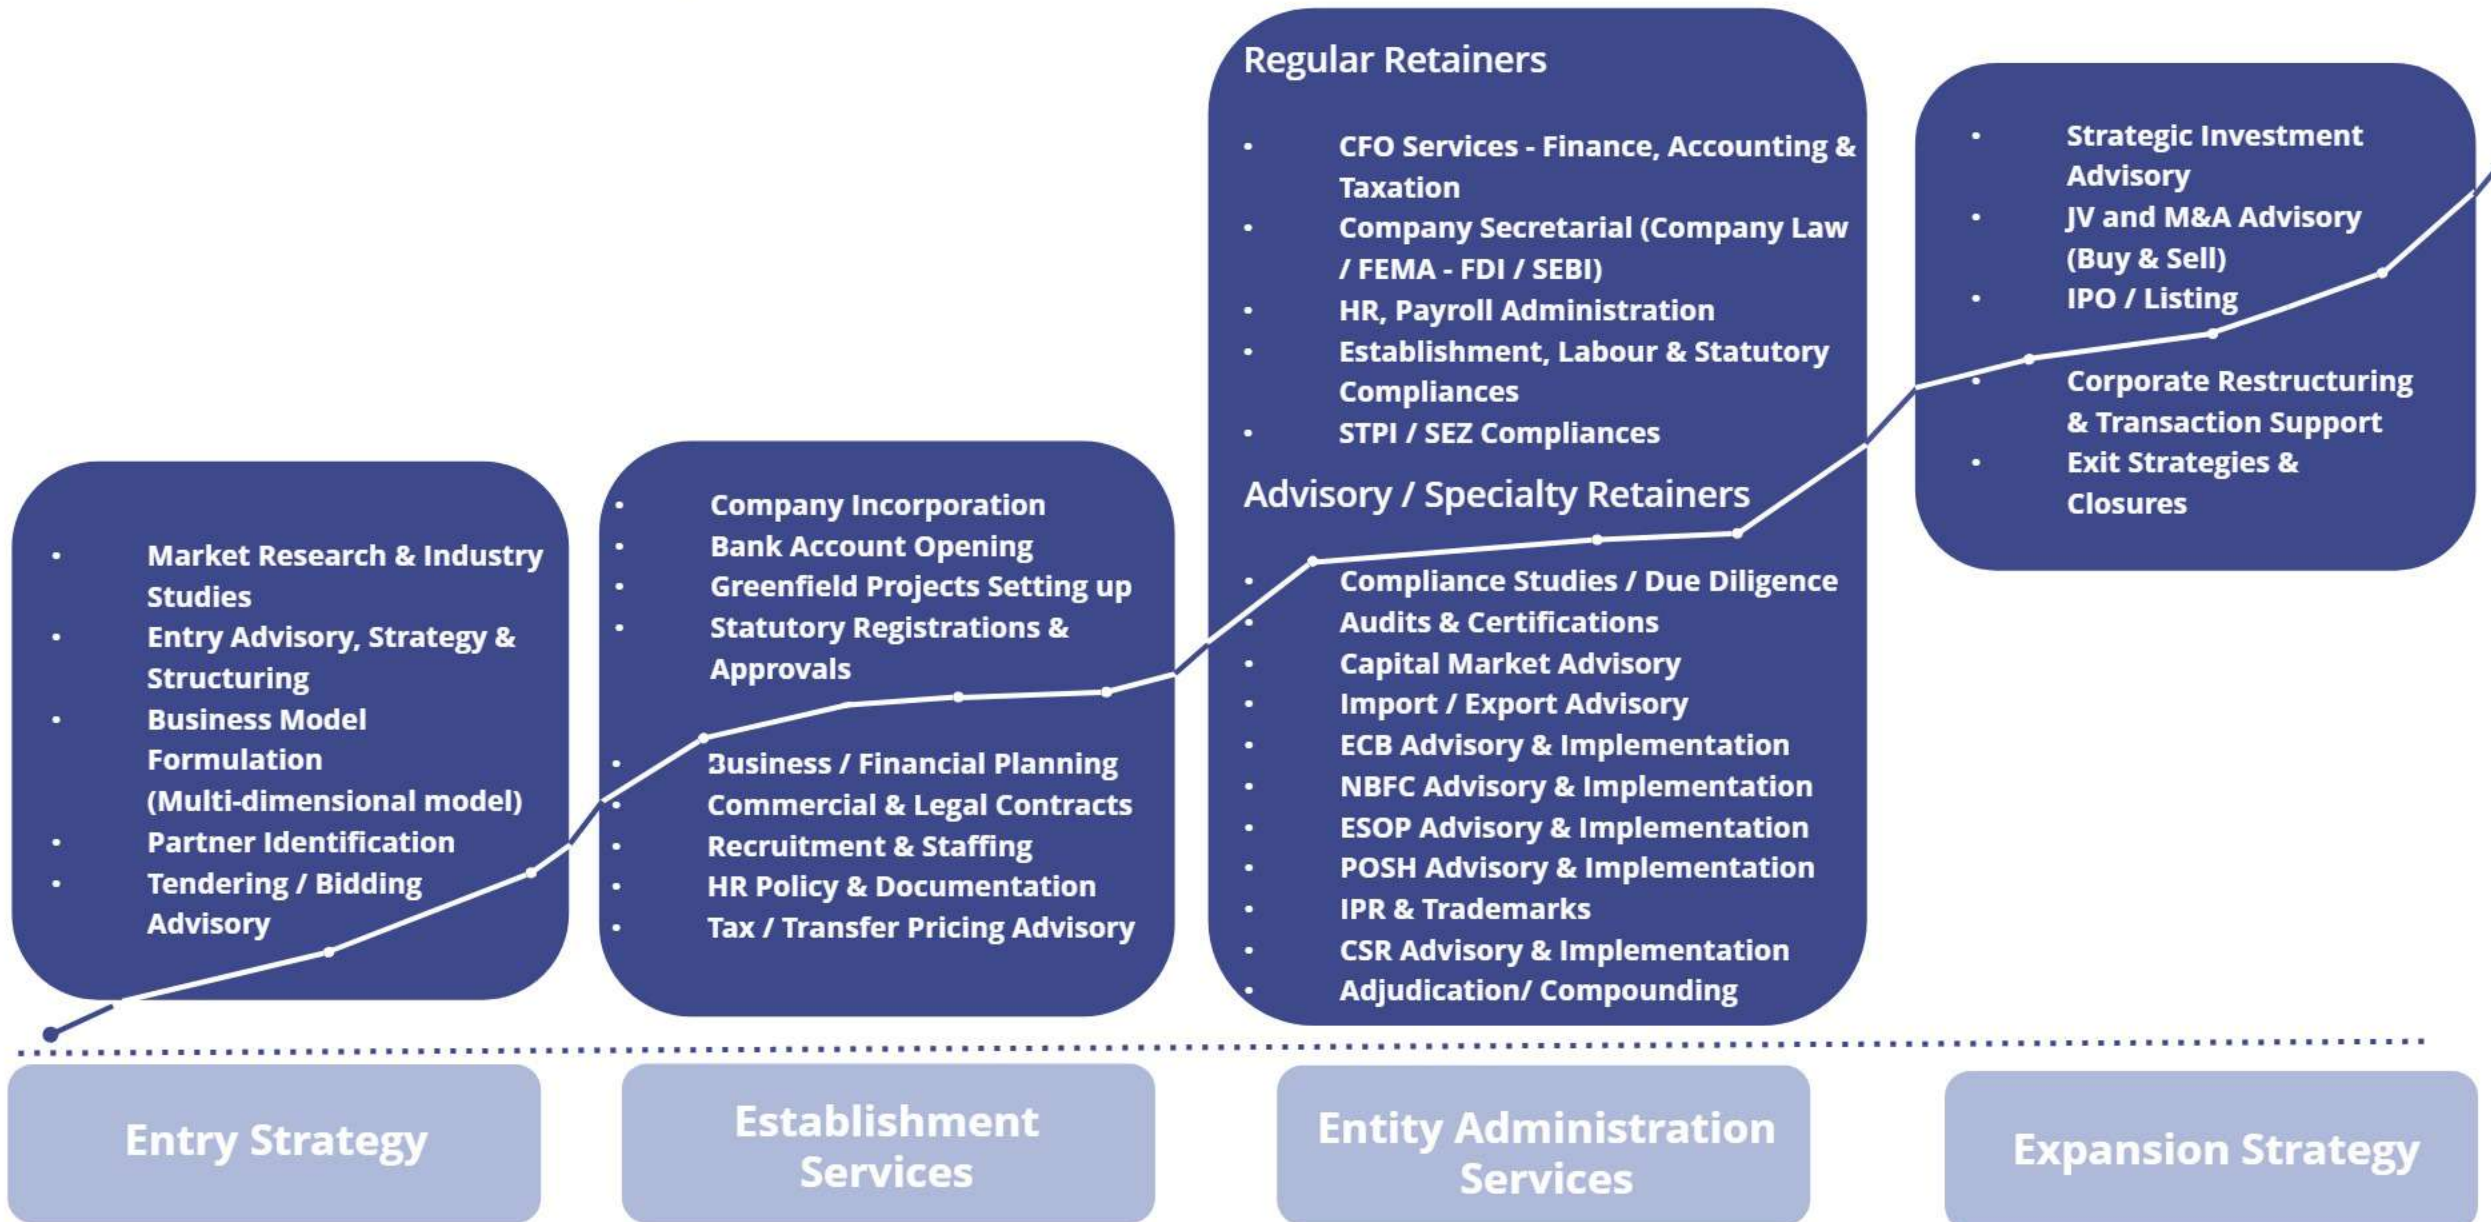 Market Research & Industry
Studies
Entry Advisory, Strategy &
Structuring
Business Model
Formulation
(Multi-dimensional model)
Partner Identification
Tendering / Bidding
Advisory
Entry Strategy
Company Incorporation
Bank Account Opening
Greenfield Projects Setting up
Statutory Registrations &
Approvals
Business / Financial Planning
Commercial & Legal Contracts
Recruitment & Staffing
HR Policy & Documentation
Tax / Transfer Pricing Advisory
Establishment
Services
Regular Retainers
CFO Services - Finance, Accounting &
Taxation
Company Secretarial (Company Law
/ FEMA - FDI / SEBI)
HR, Payroll Administration
Establishment, Labour & Statutory
Compliances
STPI / SEZ Compliances
Advisory / Specialty Retainers
Compliance Studies / Due Diligence
Audits & Certifications
Capital Market Advisory
Import / Export Advisory
ECB Advisory & Implementation
NBFC Advisory & Implementation
ESOP Advisory & Implementation
POSH Advisory & Implementation
IPR & Trademarks
CSR Advisory & Implementation
Adjudication/ Compounding
Entity Administration
Services
Strategic Investment
Advisory
JV and M&A Advisory
(Buy & Sell)
IPO / Listing
Corporate Restructuring
& Transaction Support
Exit Strategies &
Closures
Expansion Strategy